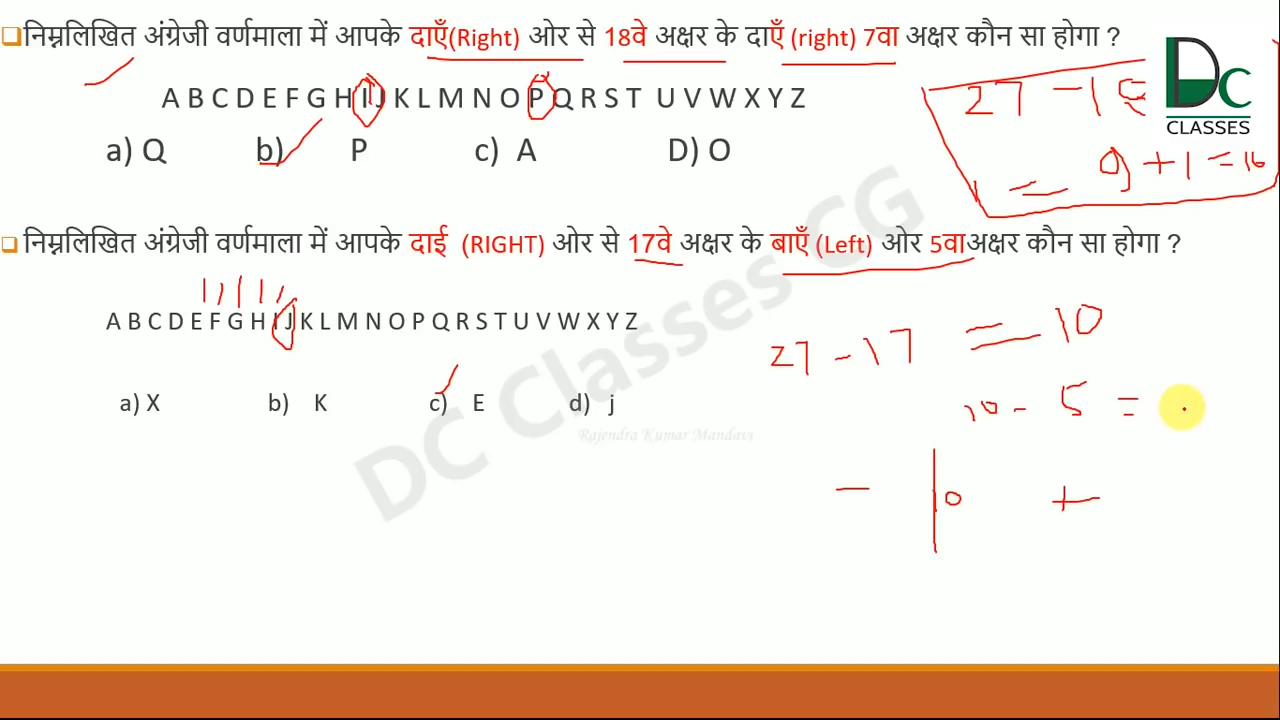 निम्नलिखित अंग्रेजी वर्णमाला में आपके दाएँ(Right) ओर से 18वे अक्षर के दाएँ (right) 7वा अक्षर कौन सा होगा ?
A B C D E F G H I J K L M N O P Q R S T U V W X Y Z
a) Q b) P c) A D) O
27 - 1
9 + 1 = 16
DC
CLASSES
निम्नलिखित अंग्रेजी वर्णमाला में आपके दाई (RIGHT) ओर से 17वे अक्षर के बाएँ (Left) ओर 5वाअक्षर कौन सा होगा ?
A B C D E F G H I J K L M N O P Q R S T U V W X Y Z
27 - 17 = 10
a) X b) K c) E d) j
10 - 5 =
- 10 +
DC Classes CG
Rajendra Kumar Mandavi